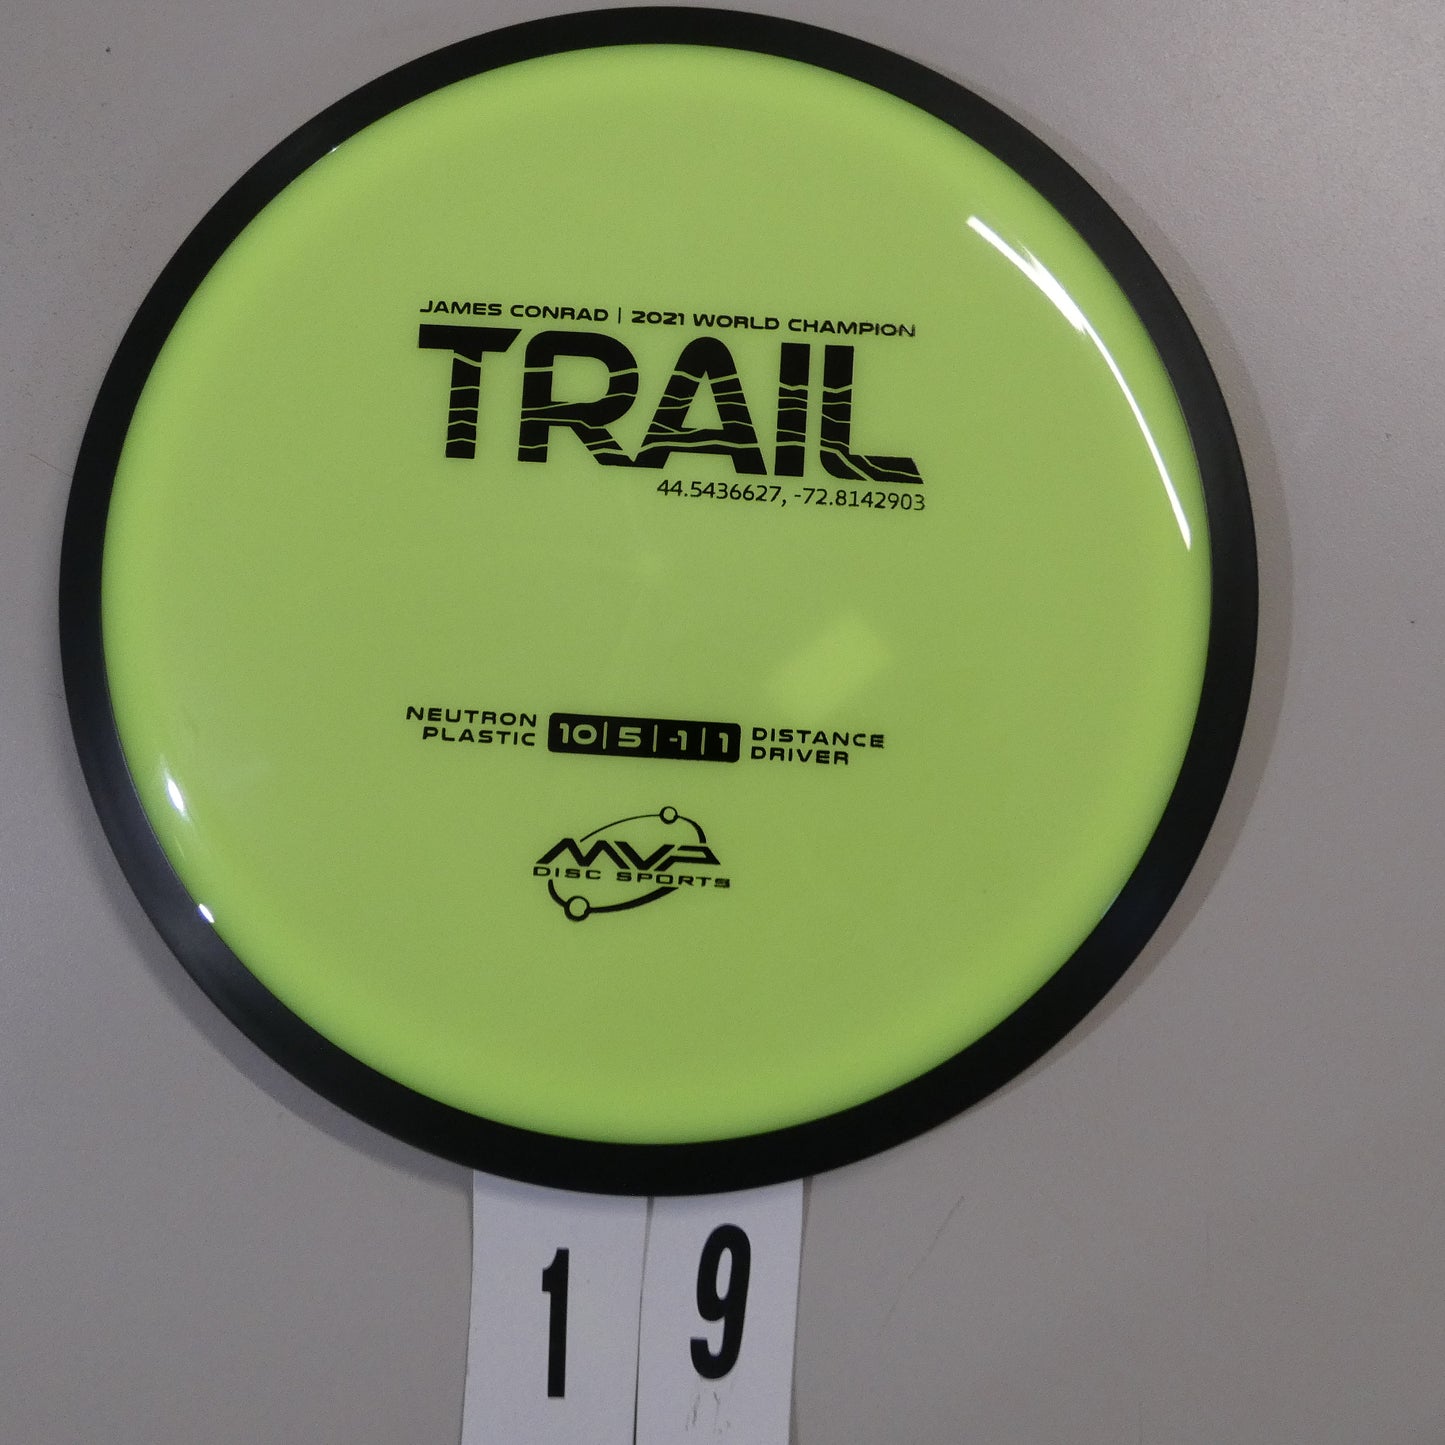 JAMES CONRAD | 2021 WORLD CHAMPION
TRAIL
44.5436627, -72.8142903
NEUTRON PLASTIC
10 | 5 | -1 | 1
DISTANCE DRIVER
MVP
DISC SPORTS
1 9